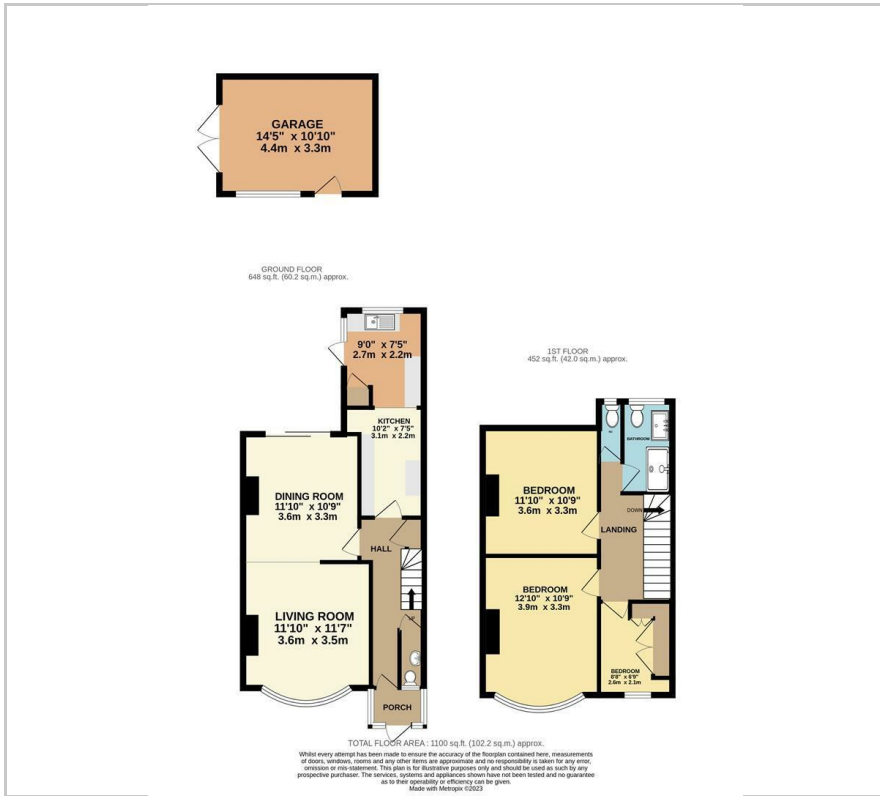 GARAGE
14'5" x 10'10"
4.4m x 3.3m
GROUND FLOOR
648 sq.ft. (60.2 sq.m.) approx.
9'0" x 7'5"
2.7m x 2.2m
KITCHEN
10'2" x 7'5"
3.1m x 2.2m
DINING ROOM
11'10" x 10'9"
3.6m x 3.3m
HALL
LIVING ROOM
11'10" x 11'7"
3.6m x 3.5m
UP
PORCH
1ST FLOOR
452 sq.ft. (42.0 sq.m.) approx.
BATHROOM
BEDROOM
11'10" x 10'9"
3.6m x 3.3m
DOWN
LANDING
BEDROOM
12'10" x 10'9"
3.9m x 3.3m
BEDROOM
8'8" x 6'9"
2.6m x 2.1m
TOTAL FLOOR AREA : 1100 sq.ft. (102.2 sq.m.) approx.
Whilst every attempt has been made to ensure the accuracy of the floorplan contained here, measurements
of doors, windows, rooms and any other items are approximate and no responsibility is taken for any error,
omission or mis-statement. This plan is for illustrative purposes only and should be used as such by any
prospective purchaser. The services, systems and appliances shown have not been tested and no guarantee
as to their operability or efficiency can be given.
Made with Metropix ©2023